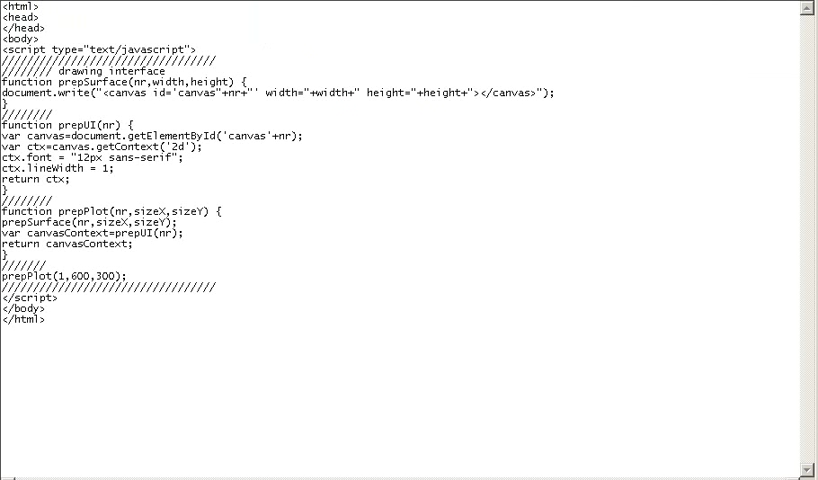 <html>
<head>
</head>
<body>
<script type="text/javascript">
//////////////////////////////////
//////// drawing interface
function prepSurface(nr,width,height) {
document.write("<canvas id='canvas"+nr+"' width="+width+" height="+height+"></canvas>");
}
////////
function prepUI(nr) {
var canvas=document.getElementById('canvas'+nr);
var ctx=canvas.getContext('2d');
ctx.font = "12px sans-serif";
ctx.lineWidth = 1;
return ctx;
}
////////
function prepPlot(nr,sizeX,sizeY) {
prepSurface(nr,sizeX,sizeY);
var canvasContext=prepUI(nr);
return canvasContext;
}
///////
prepPlot(1,600,300);
//////////////////////////////////
</script>
</body>
</html>